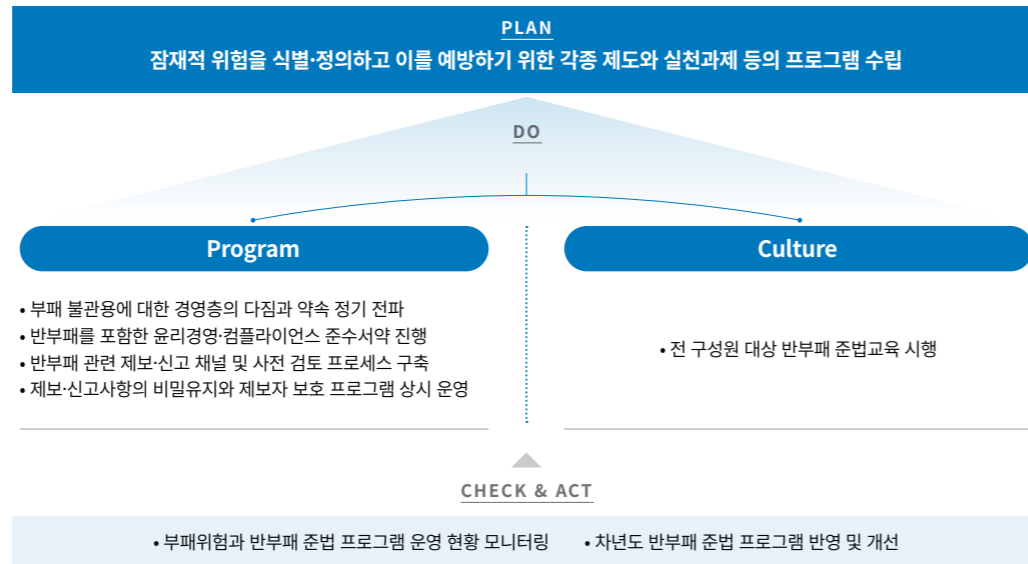 PLAN
잠재적 위험을 식별·정의하고 이를 예방하기 위한 각종 제도와 실천과제 등의 프로그램 수립
DO
Program
• 부패 불관용에 대한 경영층의 다짐과 약속 정기 전파
• 반부패를 포함한 윤리경영·컴플라이언스 준수서약 진행
• 반부패 관련 제보·신고 채널 및 사전 검토 프로세스 구축
• 제보·신고사항의 비밀유지와 제보자 보호 프로그램 상시 운영
Culture
• 전 구성원 대상 반부패 준법교육 시행
CHECK & ACT
• 부패위험과 반부패 준법 프로그램 운영 현황 모니터링 • 차년도 반부패 준법 프로그램 반영 및 개선